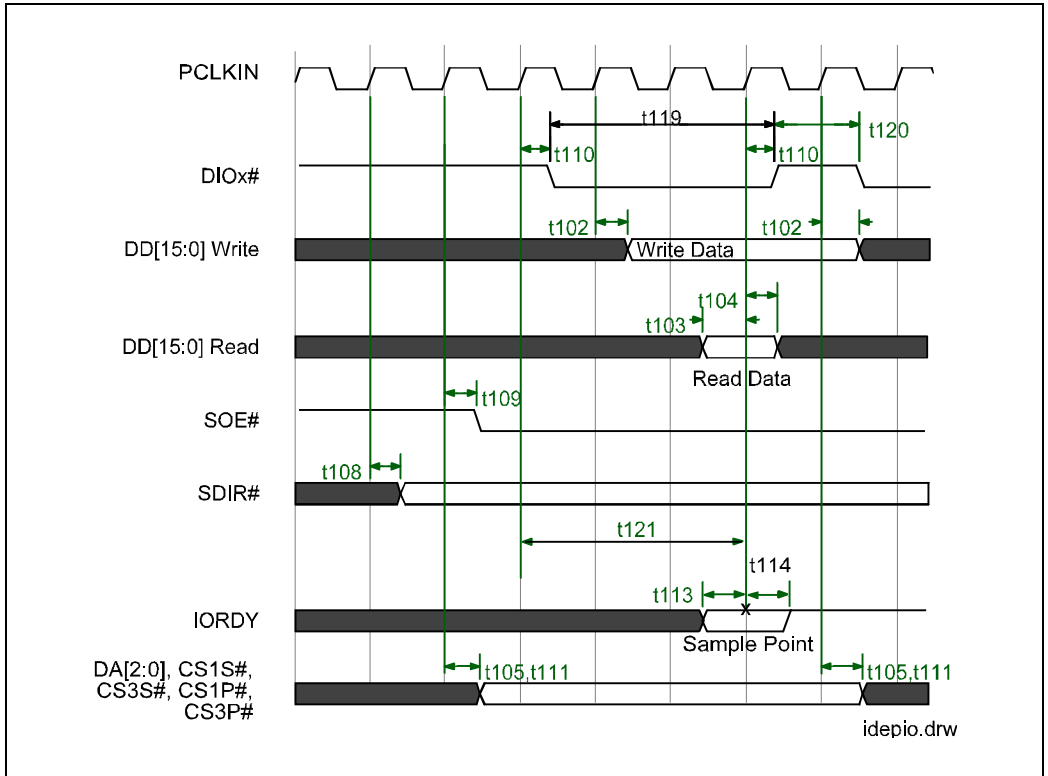 PCLKIN
t119
t120
t110
t110
DIOx#
t102
t102
DD[15:0] Write
Write Data
t104
t103
DD[15:0] Read
Read Data
t109
SOE#
t108
SDIR#
t121
t114
t113
IORDY
Sample Point
DA[2:0], CS1S#,
CS3S#, CS1P#,
CS3P#
t105,t111
t105,t111
idepio.drw